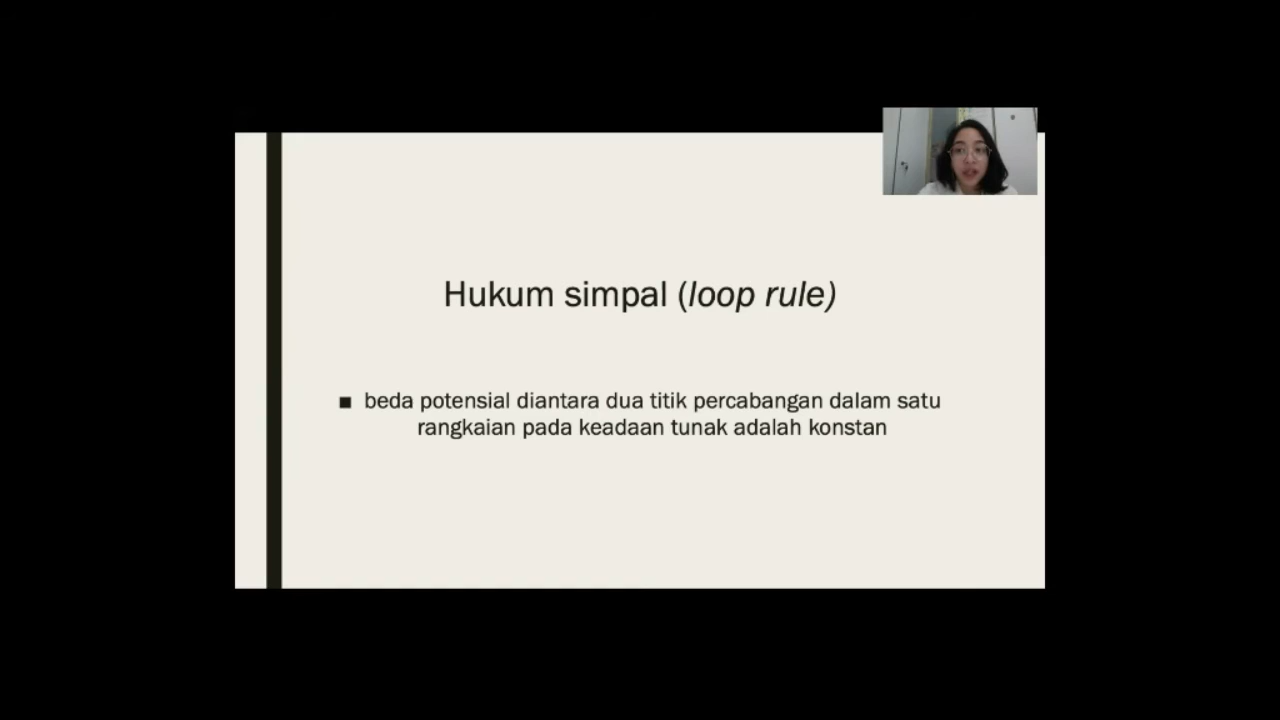 Hukum simpal (loop rule)
■ beda potensial diantara dua titik percabangan dalam satu
rangkaian pada keadaan tunak adalah konstan